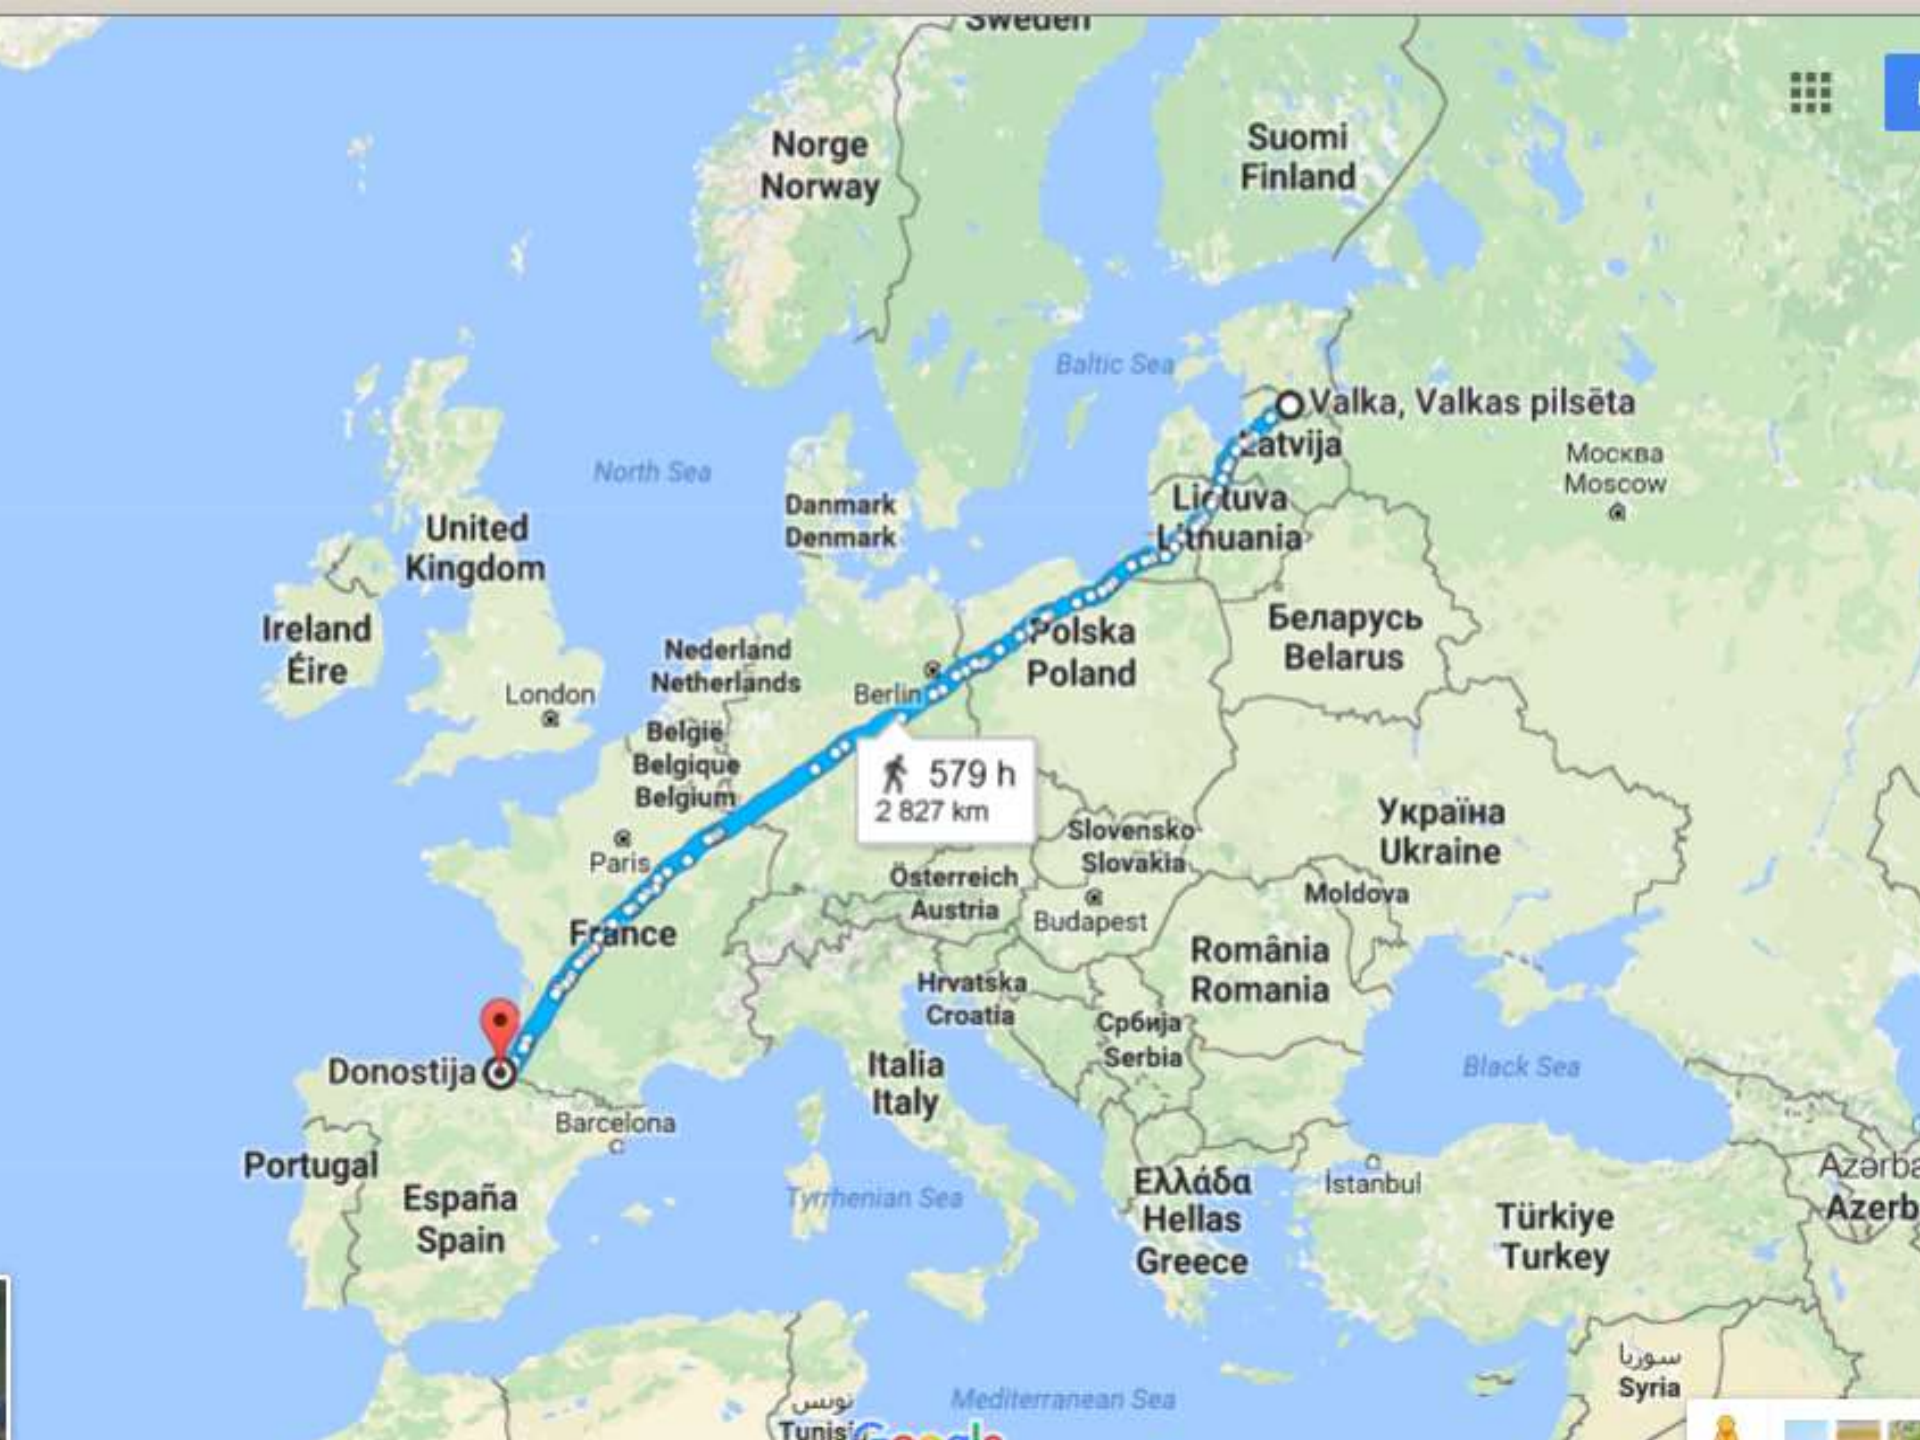 Sweden
Norge
Norway
Suomi
Finland
Baltic Sea
Valka, Valkas pilsēta
Latvija
Москва
Moscow
North Sea
Danmark
Denmark
Lietuva
Lithuania
United
Kingdom
Ireland
Éire
Nederland
Netherlands
London
Berlin
Polska
Poland
Беларусь
Belarus
België
Belgique
Belgium
579 h
2 827 km
Paris
Slovensko
Slovakia
Україна
Ukraine
Österreich
Austria
Budapest
Moldova
France
România
Romania
Hrvatska
Croatia
Србија
Serbia
Donostija
Italia
Italy
Black Sea
Barcelona
Portugal
España
Spain
Tyrrhenian Sea
Ελλάδα
Hellas
Greece
İstanbul
Türkiye
Turkey
Azərba
Azerb
سوريا
Syria
Mediterranean Sea
تونس
Tunisi
Google